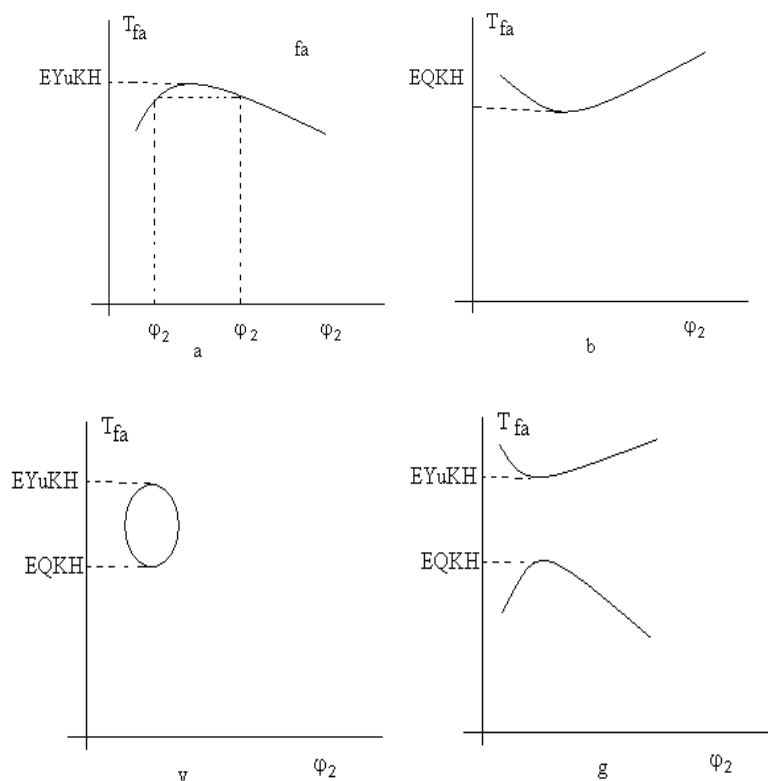 T_fa
fa
EYuKH
φ₂ φ₂ φ₂
a
T_fa
EQKH
φ₂
b
T_fa
EYuKH
EQKH
φ₂
v
T_fa
EYuKH
EQKH
φ₂
g